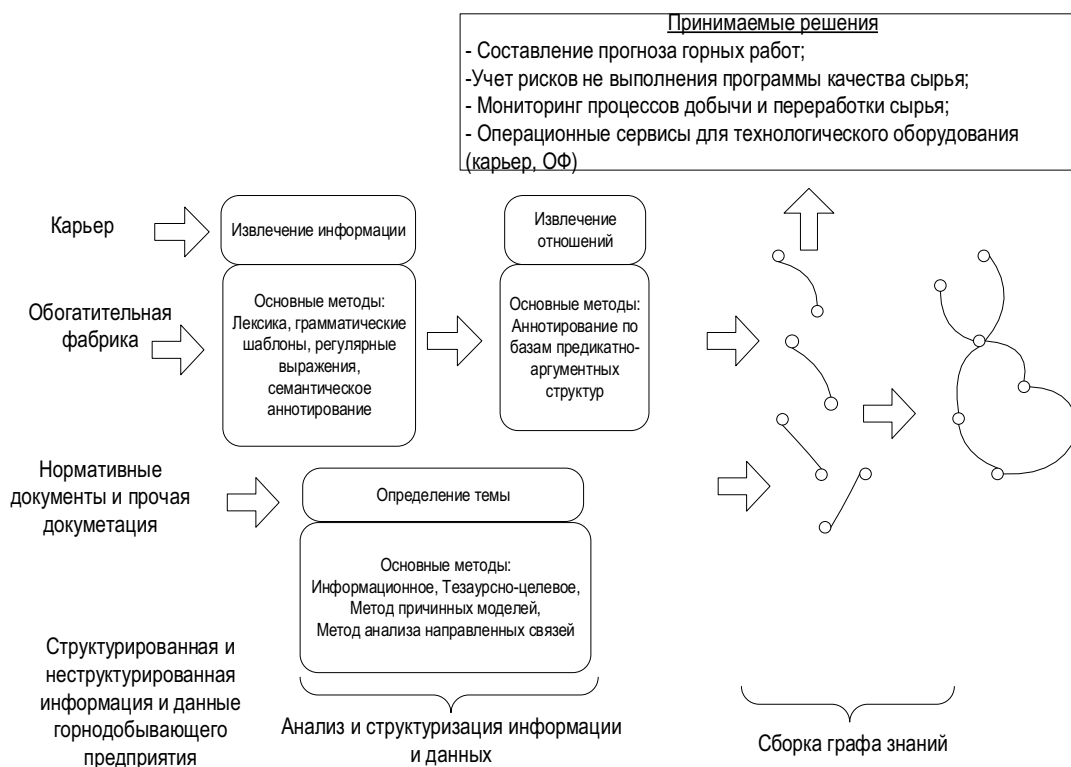 Принимаемые решения
- Составление прогноза горных работ;
-Учет рисков не выполнения программы качества сырья;
- Мониторинг процессов добычи и переработки сырья;
- Операционные сервисы для технологического оборудования
(карьер, ОФ)
Карьер
Извлечение информации
Извлечение
отношений
Обогатительная
фабрика
Основные методы:
Лексика, грамматические
шаблоны, регулярные
выражения,
семантическое
аннотирование
Основные методы:
Аннотирование по
базам предикатно-
аргументных
структур
Нормативные
документы и прочая
докуметация
Определение темы
Основные методы:
Информационное, Тезаурсно-целевое,
Метод причинных моделей,
Метод анализа направленных связей
Структурированная и
неструктурированная
информация и данные
горнодобывающего
предприятия
Анализ и структуризация информации
и данных
Сборка графа знаний